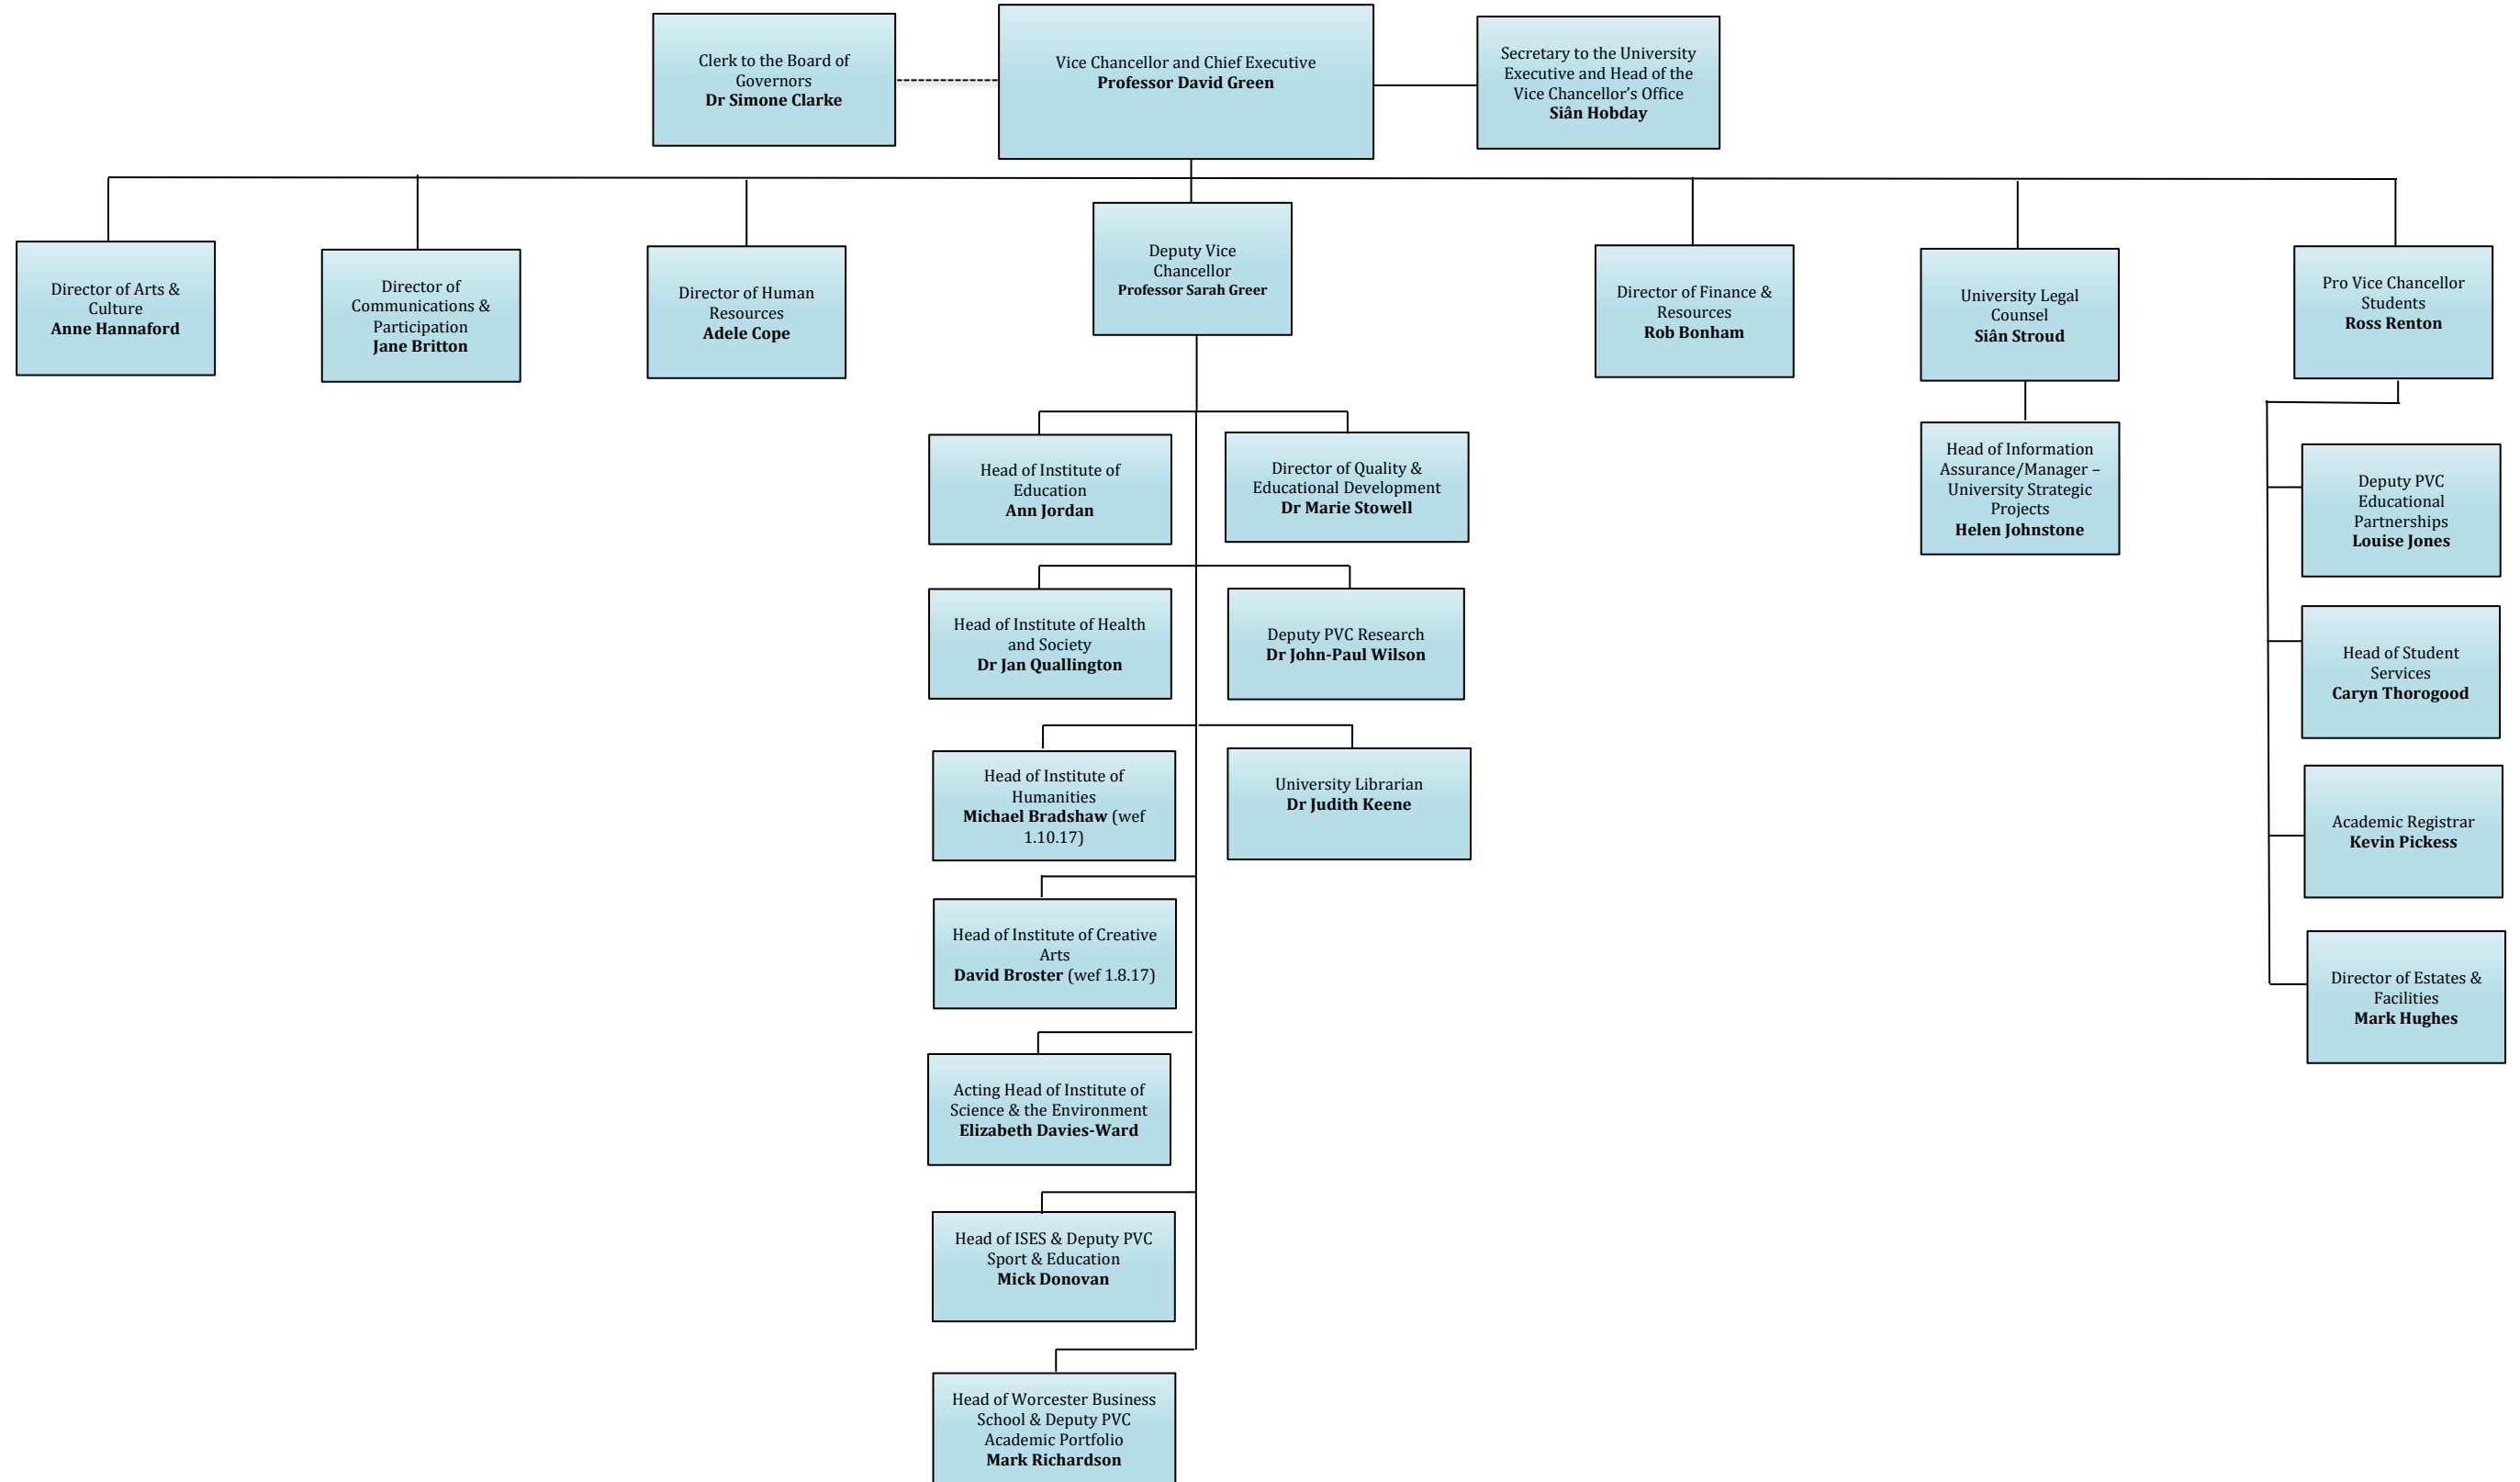 Clerk to the Board of
Governors
Dr Simone Clarke
Vice Chancellor and Chief Executive
Professor David Green
Secretary to the University
Executive and Head of the
Vice Chancellor’s Office
Siân Hobday
Director of Arts &
Culture
Anne Hannaford
Director of
Communications &
Participation
Jane Britton
Director of Human
Resources
Adele Cope
Deputy Vice
Chancellor
Professor Sarah Greer
Director of Finance &
Resources
Rob Bonham
University Legal
Counsel
Siân Stroud
Pro Vice Chancellor
Students
Ross Renton
Head of Institute of
Education
Ann Jordan
Director of Quality &
Educational Development
Dr Marie Stowell
Head of Information
Assurance/Manager –
University Strategic
Projects
Helen Johnstone
Deputy PVC
Educational
Partnerships
Louise Jones
Head of Institute of Health
and Society
Dr Jan Quallington
Deputy PVC Research
Dr John-Paul Wilson
Head of Student
Services
Caryn Thorogood
Head of Institute of
Humanities
Michael Bradshaw (wef
1.10.17)
University Librarian
Dr Judith Keene
Academic Registrar
Kevin Pickess
Head of Institute of Creative
Arts
David Broster (wef 1.8.17)
Director of Estates &
Facilities
Mark Hughes
Acting Head of Institute of
Science & the Environment
Elizabeth Davies-Ward
Head of ISES & Deputy PVC
Sport & Education
Mick Donovan
Head of Worcester Business
School & Deputy PVC
Academic Portfolio
Mark Richardson